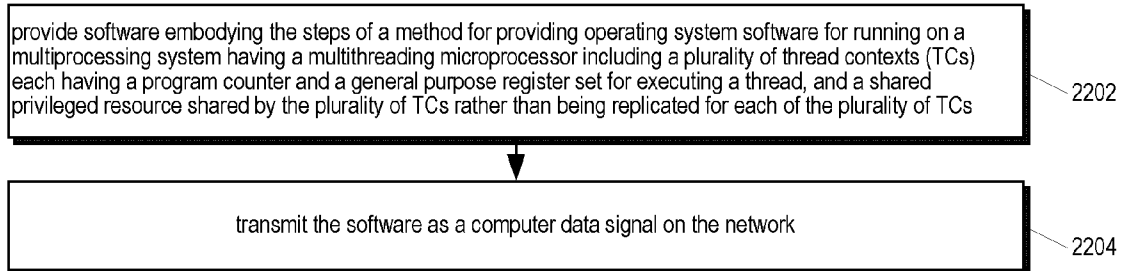 provide software embodying the steps of a method for providing operating system software for running on a
multiprocessing system having a multithreading microprocessor including a plurality of thread contexts (TCs)
each having a program counter and a general purpose register set for executing a thread, and a shared
privileged resource shared by the plurality of TCs rather than being replicated for each of the plurality of TCs
2202
transmit the software as a computer data signal on the network
2204